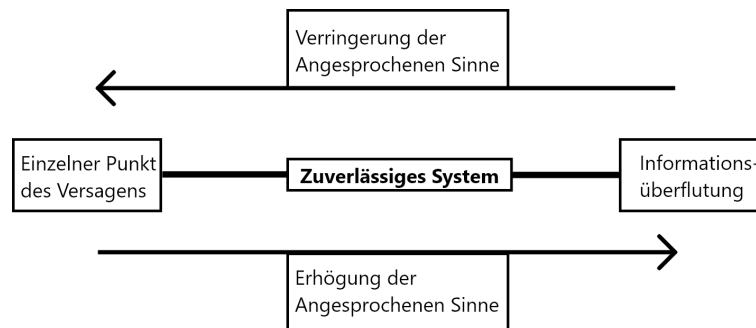 Verringerung der
Angesprochenen Sinne
Einzelner Punkt
des Versagens
Zuverlässiges System
Informations-
überflutung
Erhögung der
Angesprochenen Sinne